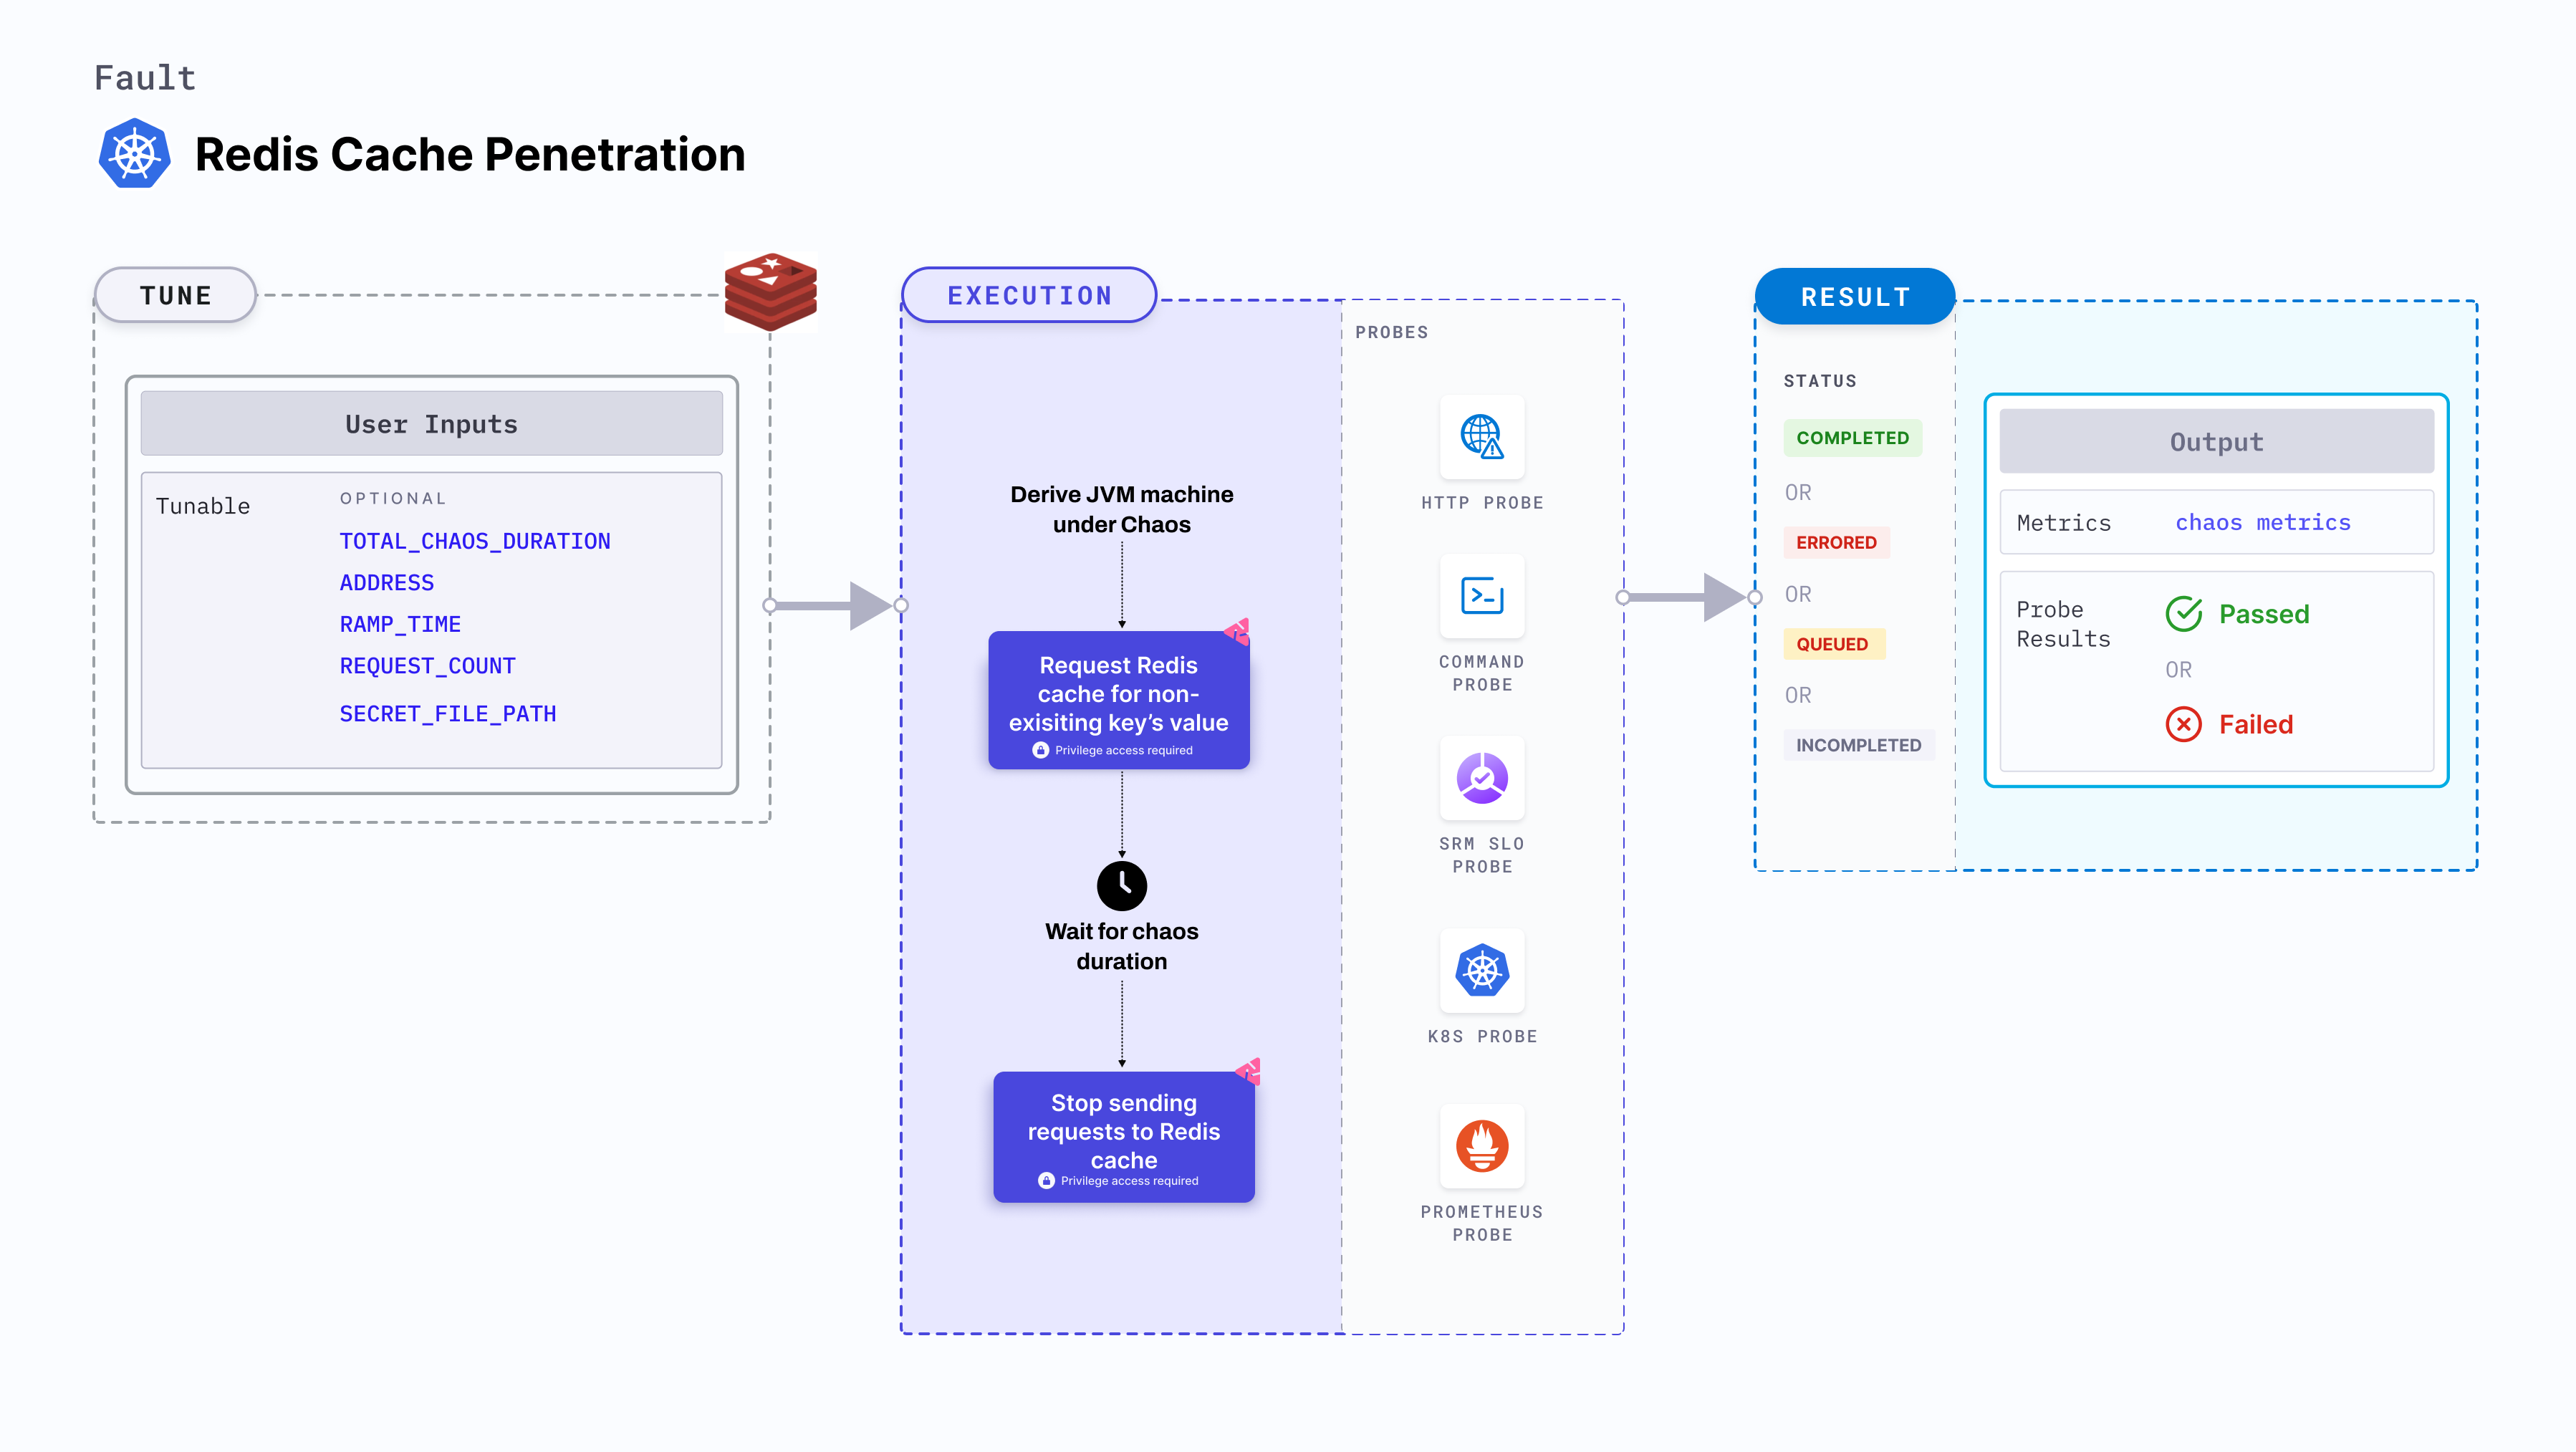 Fault
Redis Cache Penetration
TUNE
User Inputs
Tunable
OPTIONAL
TOTAL_CHAOS_DURATION
ADDRESS
RAMP_TIME
REQUEST_COUNT
SECRET_FILE_PATH
EXECUTION
Derive JVM machine
under Chaos
Request Redis
cache for non-
exisiting key’s value
Privilege access required
Wait for chaos
duration
Stop sending
requests to Redis
cache
Privilege access required
PROBES
HTTP PROBE
COMMAND
PROBE
SRM SLO
PROBE
K8S PROBE
PROMETHEUS
PROBE
RESULT
STATUS
COMPLETED
OR
ERRORED
OR
QUEUED
OR
INCOMPLETED
Output
Metrics
chaos metrics
Probe
Results
Passed
OR
Failed